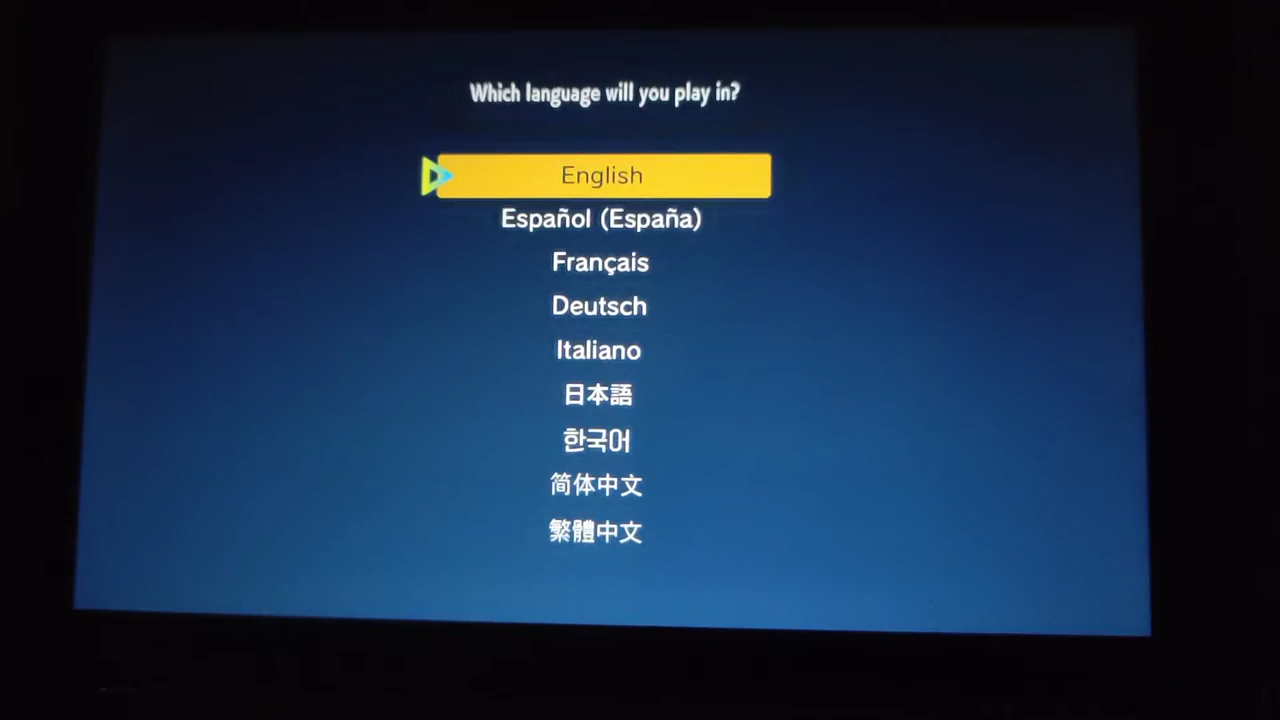 Which language will you play in?
English
Español (España)
Français
Deutsch
Italiano
日本語
한국어
简体中文
繁體中文